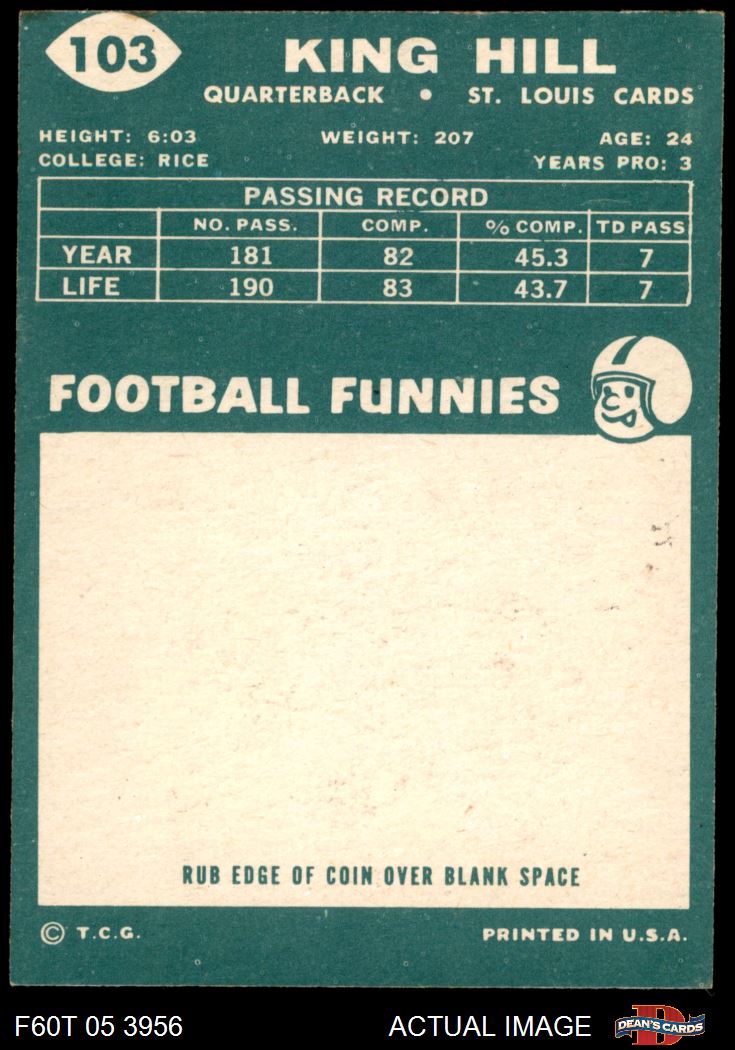 103
KING HILL
QUARTERBACK • ST. LOUIS CARDS
HEIGHT: 6:03 WEIGHT: 207 AGE: 24
COLLEGE: RICE YEARS PRO: 3
PASSING RECORD
NO. PASS. COMP. % COMP. TD PASS
YEAR 181 82 45.3 7
LIFE 190 83 43.7 7
FOOTBALL FUNNIES
RUB EDGE OF COIN OVER BLANK SPACE
© T.C.G. PRINTED IN U.S.A.
F60T 05 3956 ACTUAL IMAGE D DEAN'S CARDS